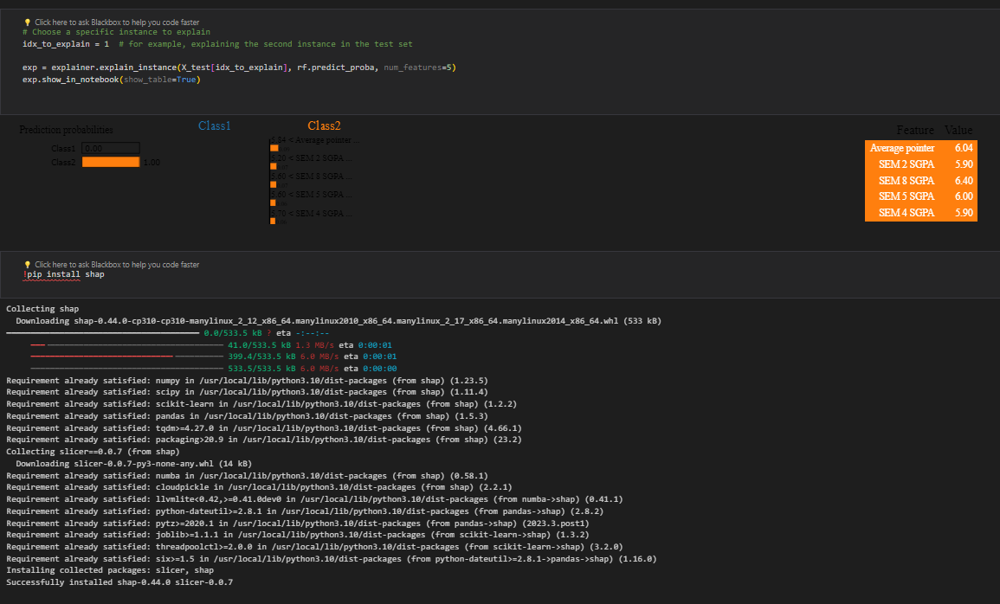 💡 Click here to ask Blackbox to help you code faster
# Choose a specific instance to explain
idx_to_explain = 1  # for example, explaining the second instance in the test set
exp = explainer.explain_instance(X_test[idx_to_explain], rf.predict_proba, num_features=5)
exp.show_in_notebook(show_table=True)
Prediction probabilities
Class1 0.00
Class2 1.00
Class1 Class2
5.84 < Average pointer ...
5.20 < SEM 2 SGPA ...
5.60 < SEM 8 SGPA ...
5.60 < SEM 5 SGPA ...
5.70 < SEM 4 SGPA ...
Feature Value
Average pointer 6.04
SEM 2 SGPA 5.90
SEM 8 SGPA 6.40
SEM 5 SGPA 6.00
SEM 4 SGPA 5.90
💡 Click here to ask Blackbox to help you code faster
!pip install shap
Collecting shap
  Downloading shap-0.44.0-cp310-cp310-manylinux_2_12_x86_64.manylinux2010_x86_64.manylinux_2_17_x86_64.manylinux2014_x86_64.whl (533 kB)
0.0/533.5 kB ? eta -:--:--
41.0/533.5 kB 1.3 MB/s eta 0:00:01
399.4/533.5 kB 6.0 MB/s eta 0:00:01
533.5/533.5 kB 6.0 MB/s eta 0:00:00
Requirement already satisfied: numpy in /usr/local/lib/python3.10/dist-packages (from shap) (1.23.5)
Requirement already satisfied: scipy in /usr/local/lib/python3.10/dist-packages (from shap) (1.11.4)
Requirement already satisfied: scikit-learn in /usr/local/lib/python3.10/dist-packages (from shap) (1.2.2)
Requirement already satisfied: pandas in /usr/local/lib/python3.10/dist-packages (from shap) (1.5.3)
Requirement already satisfied: tqdm>=4.27.0 in /usr/local/lib/python3.10/dist-packages (from shap) (4.66.1)
Requirement already satisfied: packaging>20.9 in /usr/local/lib/python3.10/dist-packages (from shap) (23.2)
Collecting slicer==0.0.7 (from shap)
  Downloading slicer-0.0.7-py3-none-any.whl (14 kB)
Requirement already satisfied: numba in /usr/local/lib/python3.10/dist-packages (from shap) (0.58.1)
Requirement already satisfied: cloudpickle in /usr/local/lib/python3.10/dist-packages (from shap) (2.2.1)
Requirement already satisfied: llvmlite<0.42,>=0.41.0dev0 in /usr/local/lib/python3.10/dist-packages (from numba->shap) (0.41.1)
Requirement already satisfied: python-dateutil>=2.8.1 in /usr/local/lib/python3.10/dist-packages (from pandas->shap) (2.8.2)
Requirement already satisfied: pytz>=2020.1 in /usr/local/lib/python3.10/dist-packages (from pandas->shap) (2023.3.post1)
Requirement already satisfied: joblib>=1.1.1 in /usr/local/lib/python3.10/dist-packages (from scikit-learn->shap) (1.3.2)
Requirement already satisfied: threadpoolctl>=2.0.0 in /usr/local/lib/python3.10/dist-packages (from scikit-learn->shap) (3.2.0)
Requirement already satisfied: six>=1.5 in /usr/local/lib/python3.10/dist-packages (from python-dateutil>=2.8.1->pandas->shap) (1.16.0)
Installing collected packages: slicer, shap
Successfully installed shap-0.44.0 slicer-0.0.7